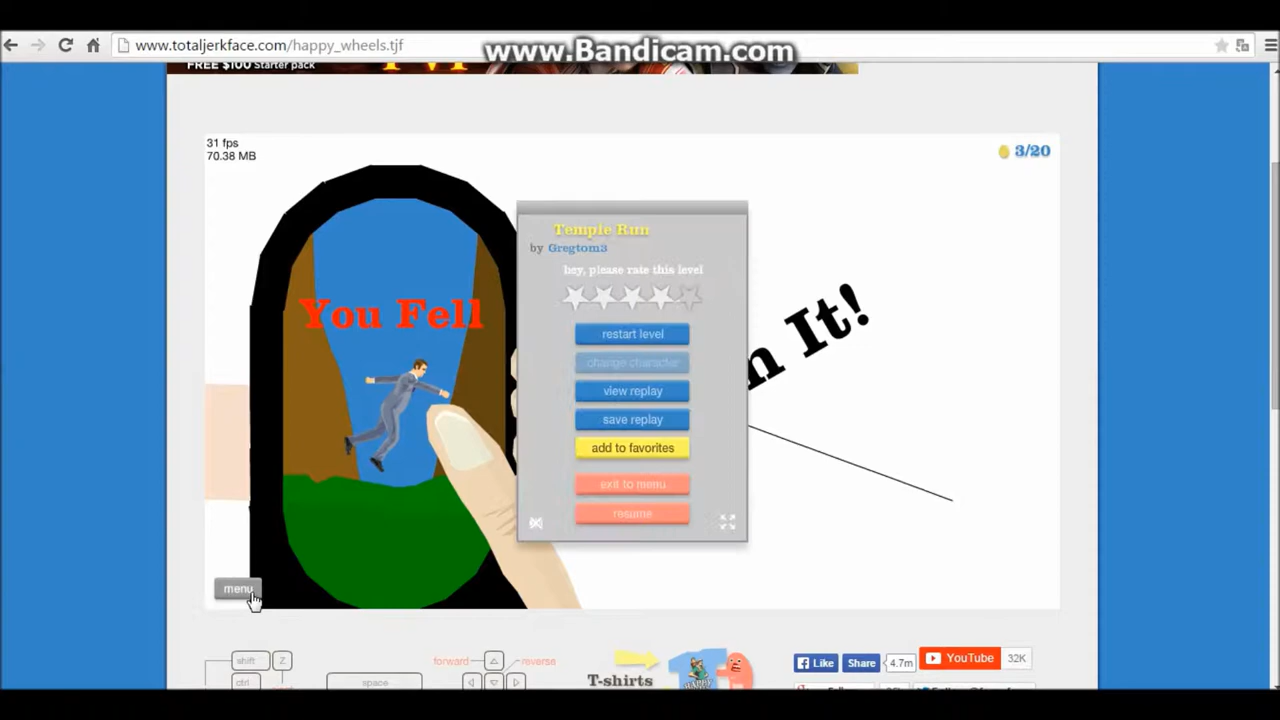 www.totaljerkface.com/happy_wheels.tjf
www.Bandicam.com
FREE $100 Starter pack
31 fps
70.38 MB
3/20
Temple Run
by Gregtom3
hey, please rate this level
You Fell
n It!
restart level
change character
view replay
save replay
add to favorites
exit to menu
resume
menu
shift
Z
ctrl
space
forward
reverse
T-shirts
Like
Share
4.7m
YouTube
32K